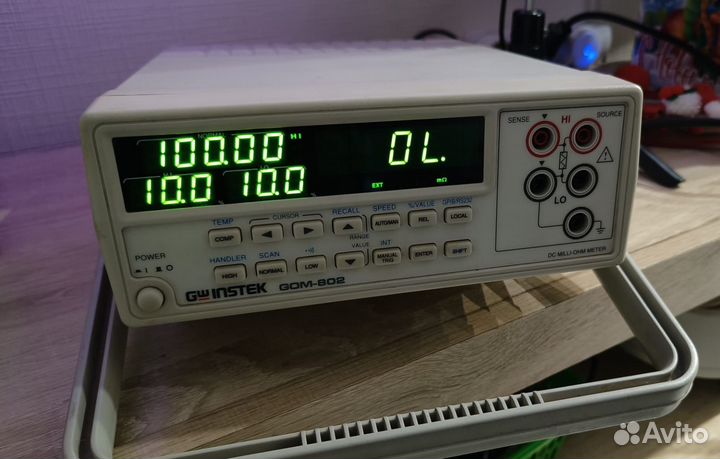 NORMAL
100.00 HI OL.
10.0 10.0
EXT mΩ
SENSE HI SOURCE
LO
DC MILLI-OHM METER
TEMP CURSOR RECALL SPEED %/VALUE GPIB/RS232
COMP ◀ ▶ ▲ AUTO/MAN REL LOCAL
RANGE
VALUE
POWER
HANDLER SCAN INT
HIGH NORMAL LOW ▼ MANUAL TRIG ENTER SHIFT
GW INSTEK GOM-802
Avito